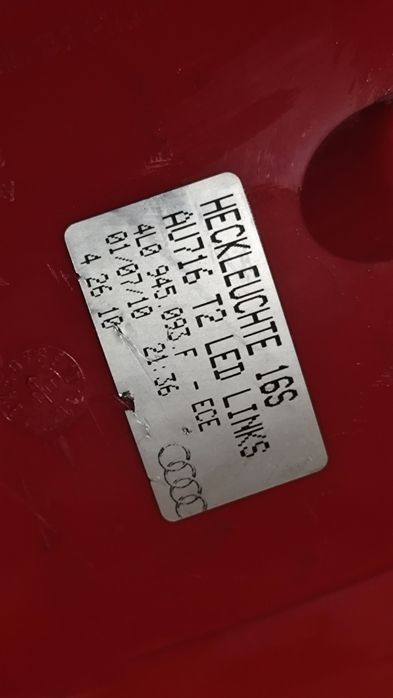 HECKLEUCHTE 16S
AU716 T2 LED LINKS
4L0 945 093 F - ECE
01/07/10 21:36
4 26 10